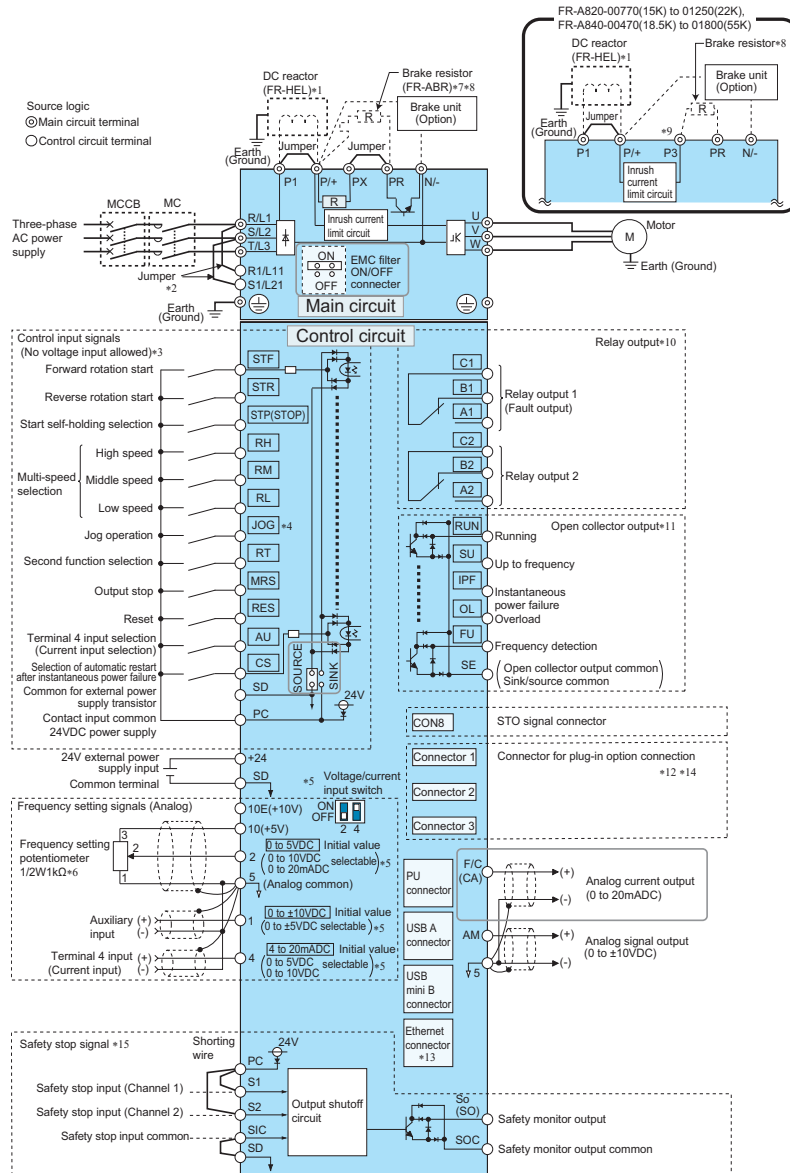 FR-A820-00770(15K) to 01250(22K),
FR-A840-00470(18.5K) to 01800(55K)
DC reactor
(FR-HEL)*1
Brake resistor*8
Brake unit
(Option)
Jumper
R
Earth
(Ground)
*9
P1
P/+
P3
PR
N/-
Inrush
current
limit circuit
Source logic
Main circuit terminal
Control circuit terminal
DC reactor
(FR-HEL)*1
Brake resistor
(FR-ABR)*7*8
R
Brake unit
(Option)
Earth
(Ground)
Jumper
Jumper
P1
P/+
PX
PR
N/-
R
Inrush current
limit circuit
MCCB
MC
Three-phase
AC power
supply
R/L1
S/L2
T/L3
R1/L11
S1/L21
Jumper
*2
Earth
(Ground)
ON
OFF
EMC filter
ON/OFF
connecter
Main circuit
U
V
W
Motor
M
Earth (Ground)
Control circuit
Control input signals
(No voltage input allowed)*3
Forward rotation start
STF
Reverse rotation start
STR
Start self-holding selection
STP(STOP)
Multi-speed
selection
High speed
RH
Middle speed
RM
Low speed
RL
Jog operation
JOG *4
Second function selection
RT
Output stop
MRS
Reset
RES
Terminal 4 input selection
(Current input selection)
AU
Selection of automatic restart
after instantaneous power failure
CS
Common for external power
supply transistor
SD
Contact input common
24VDC power supply
PC
SOURCE
SINK
24V
Relay output*10
C1
B1
A1
Relay output 1
(Fault output)
C2
B2
A2
Relay output 2
Open collector output*11
RUN
Running
SU
Up to frequency
IPF
Instantaneous
power failure
OL
Overload
FU
Frequency detection
SE
Open collector output common
Sink/source common
CON8
STO signal connector
Connector 1
Connector for plug-in option connection
*12 *14
Connector 2
Connector 3
24V external power
supply input
+24
Common terminal
SD
*5
Voltage/current
input switch
ON
OFF
2 4
Frequency setting signals (Analog)
10E(+10V)
10(+5V)
Frequency setting
potentiometer
1/2W1kΩ*6
3
2
1
2
0 to 5VDC Initial value
0 to 10VDC
0 to 20mADC
selectable
*5
5
(Analog common)
Auxiliary
input
(+)
(-)
1
0 to ±10VDC Initial value
(0 to ±5VDC selectable)*5
Terminal 4 input
(Current input)
(+)
(-)
4
4 to 20mADC Initial value
0 to 5VDC
0 to 10VDC
selectable
*5
PU
connector
USB A
connector
USB
mini B
connector
Ethernet
connector
*13
F/C
(CA)
(+)
(-)
Analog current output
(0 to 20mADC)
AM
5
(+)
(-)
Analog signal output
(0 to ±10VDC)
Safety stop signal *15
Shorting
wire
24V
PC
Safety stop input (Channel 1)
S1
Safety stop input (Channel 2)
S2
Safety stop input common
SIC
SD
Output shutoff
circuit
So
(SO)
Safety monitor output
SOC
Safety monitor output common